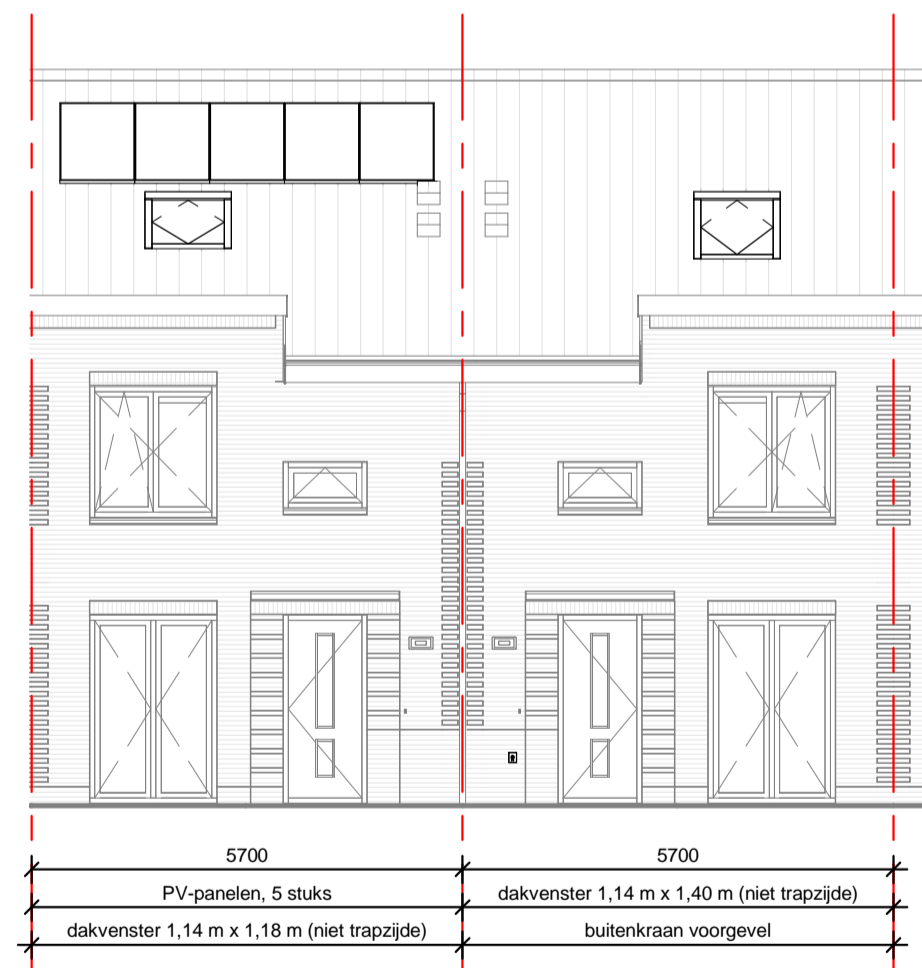 5700 5700
PV-panelen, 5 stuks dakvenster 1,14 m x 1,40 m (niet trapzijde)
dakvenster 1,14 m x 1,18 m (niet trapzijde) buitenkraan voorgevel